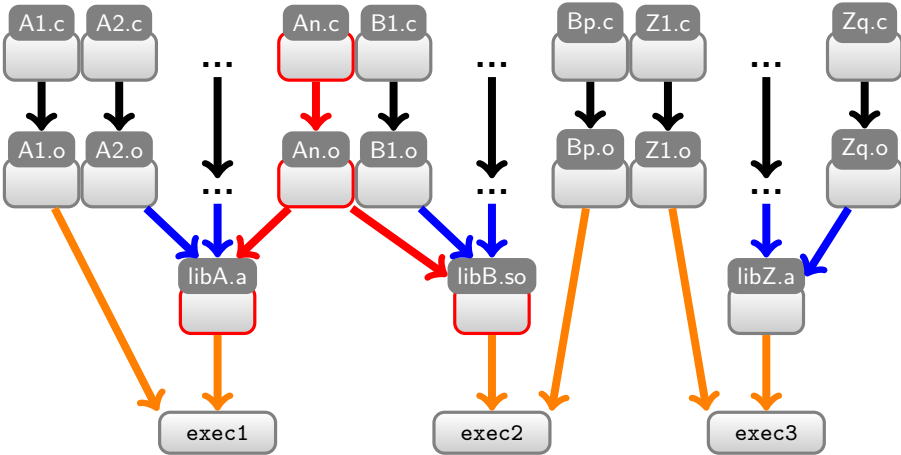 A1.c A2.c An.c B1.c Bp.c Z1.c Zq.c
... ... ...
A1.o A2.o An.o B1.o Bp.o Z1.o Zq.o
... ... ...
libA.a libB.so libZ.a
exec1 exec2 exec3